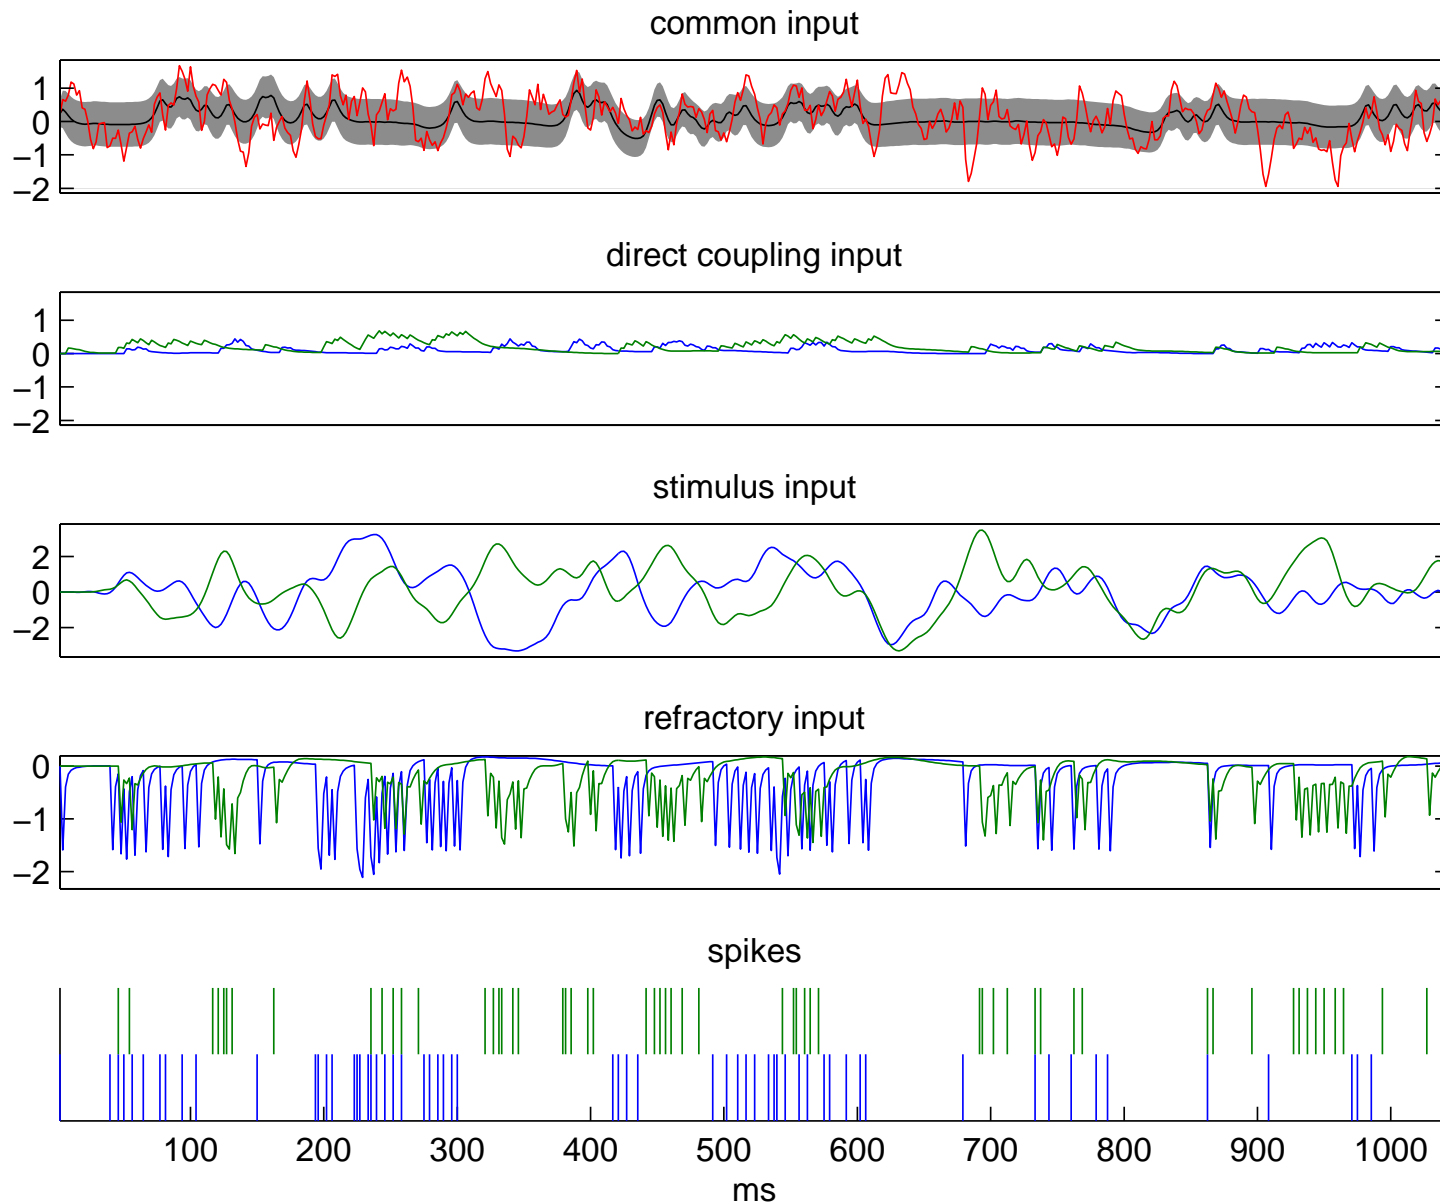 common input
1
0
−1
−2
direct coupling input
1
0
−1
−2
stimulus input
2
0
−2
refractory input
0
−1
−2
spikes
100 200 300 400 500 600 700 800 900 1000
ms